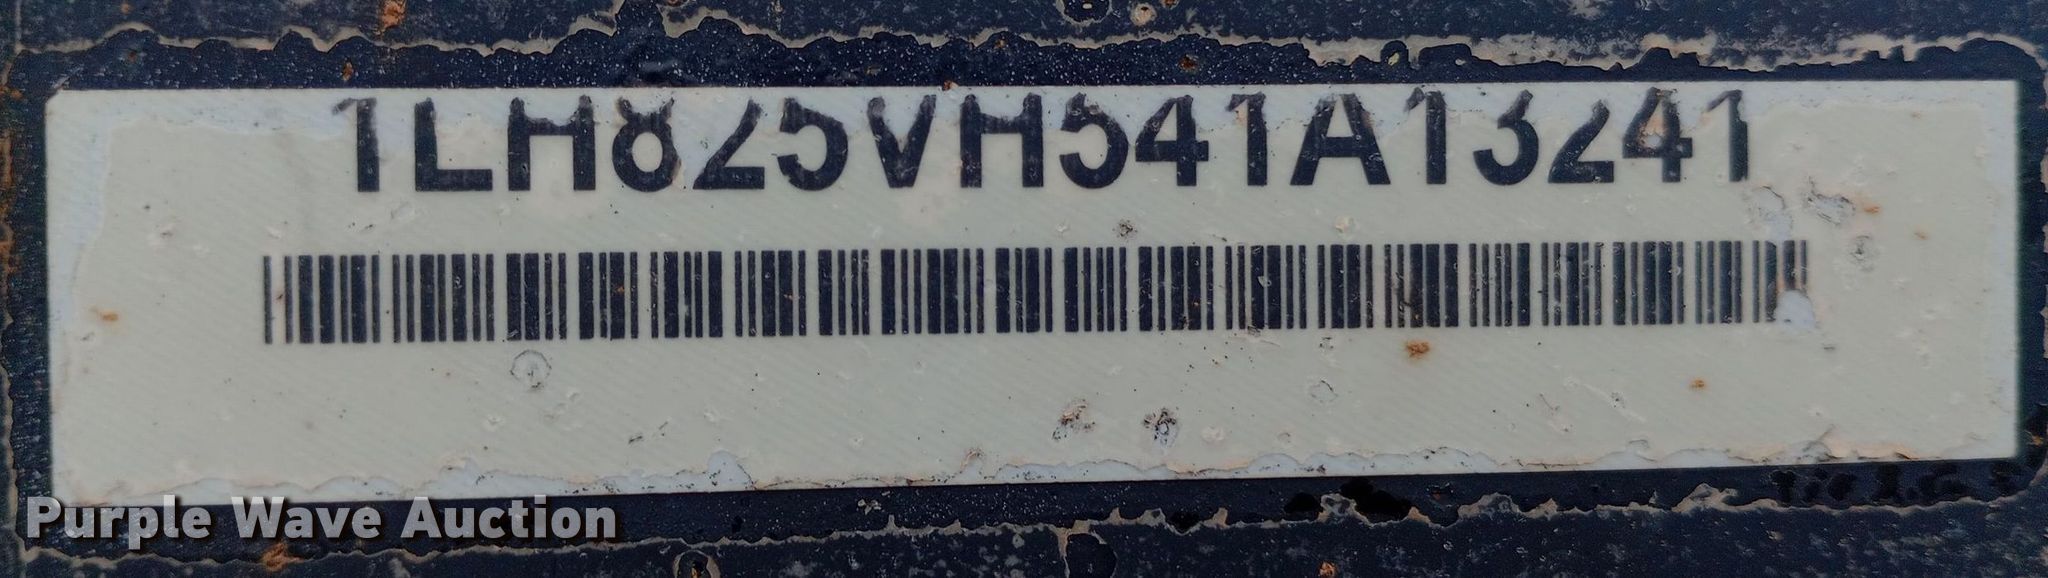 1LH825VH541A13241
Purple Wave Auction